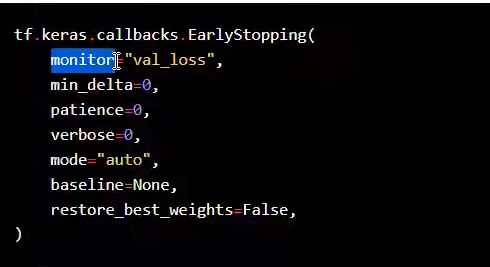 tf.keras.callbacks.EarlyStopping(
    monitor="val_loss",
    min_delta=0,
    patience=0,
    verbose=0,
    mode="auto",
    baseline=None,
    restore_best_weights=False,
)